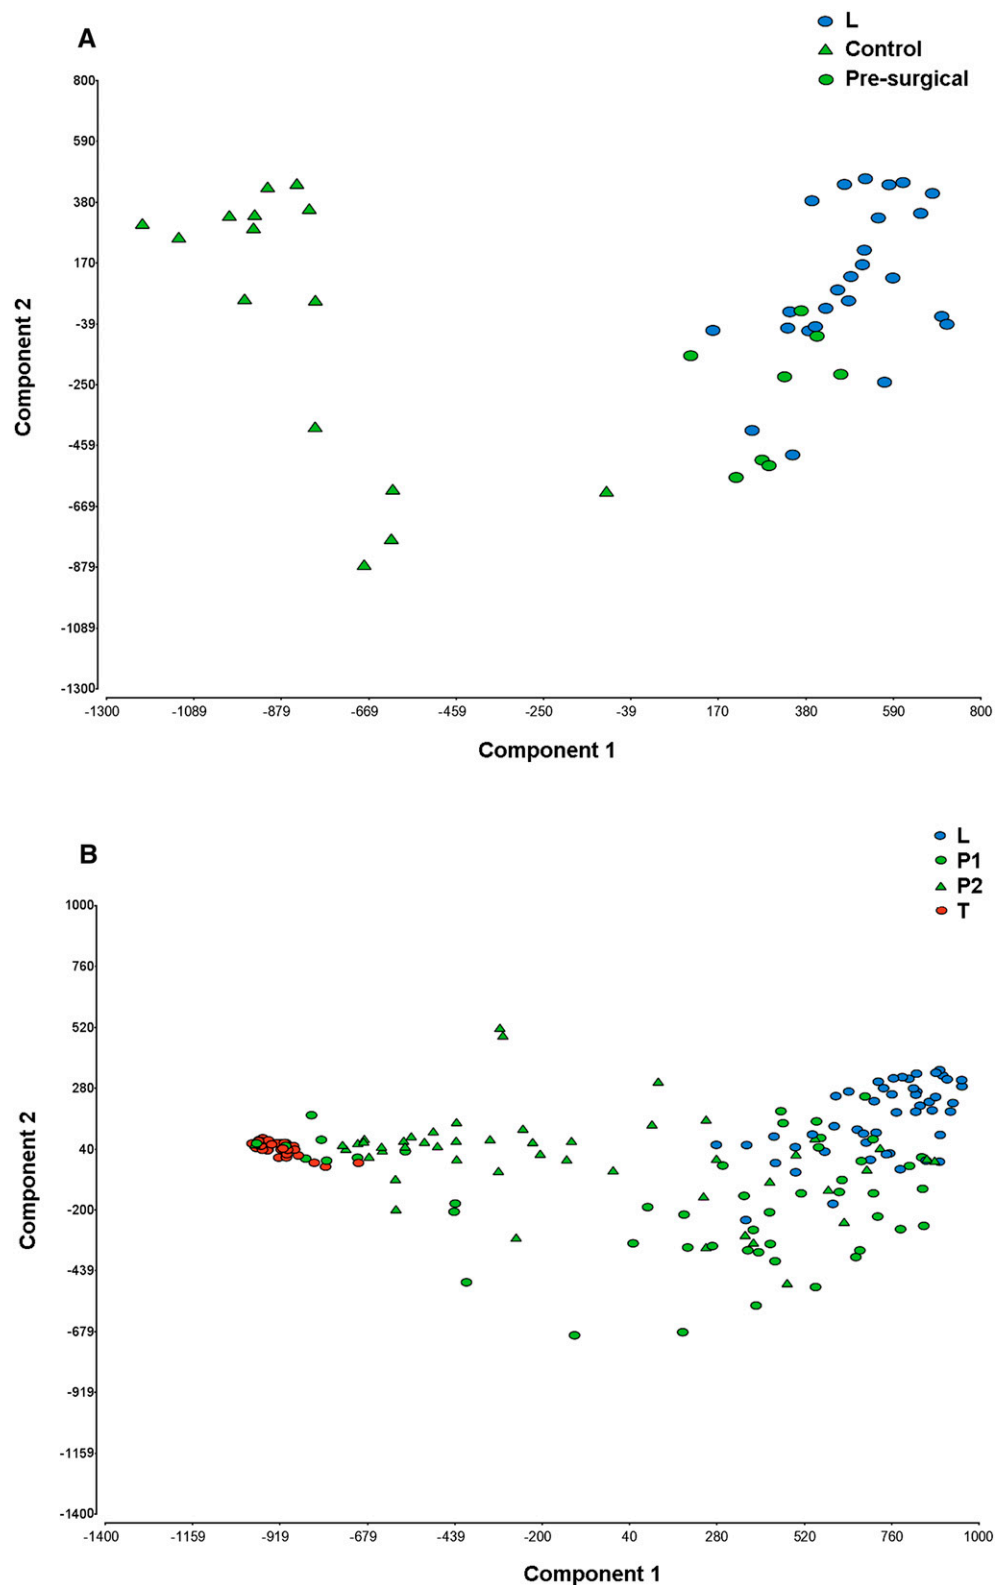 A
L
Control
Pre-surgical
800
590
380
170
-39
-250
-459
-669
-879
-1089
-1300
Component 2
-1300 -1089 -879 -669 -459 -250 -39 170 380 590 800
Component 1
B
L
P1
P2
T
1000
760
520
280
40
-200
-439
-679
-919
-1159
-1400
Component 2
-1400 -1159 -919 -679 -439 -200 40 280 520 760 1000
Component 1